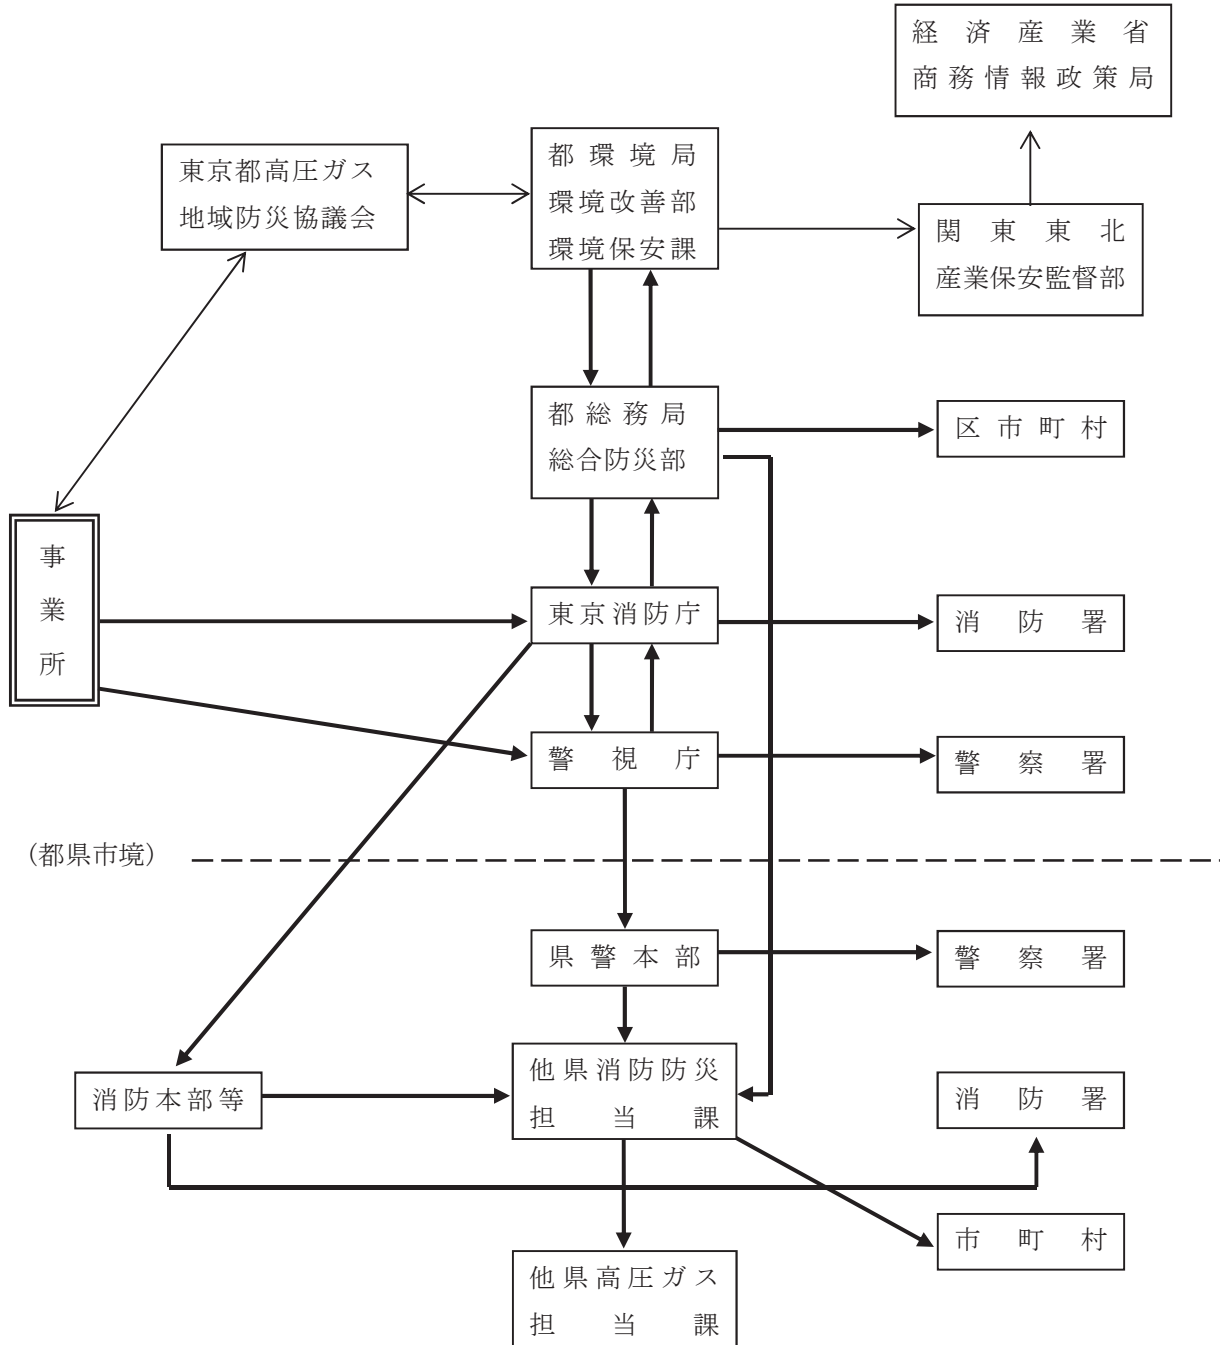 経済産業省
商務情報政策局
東京都高圧ガス
地域防災協議会
都環境局
環境改善部
環境保安課
関東東北
産業保安監督部
都総務局
総合防災部
区市町村
事
業
所
東京消防庁
消防署
警視庁
警察署
(都県市境)
県警本部
警察署
他県消防防災
担当課
消防本部等
消防署
市町村
他県高圧ガス
担当課